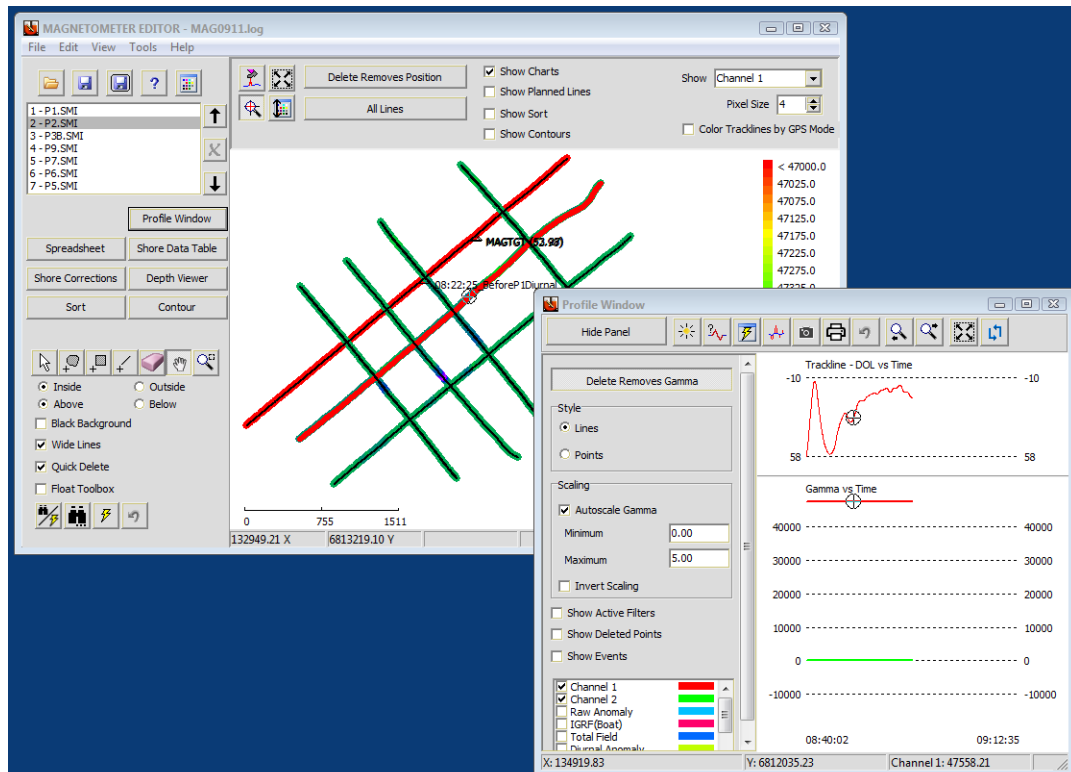 MAGNETOMETER EDITOR - MAG0911.log
File Edit View Tools Help
Delete Removes Position
All Lines
Show Charts
Show Planned Lines
Show Sort
Show Contours
Show Channel 1
Pixel Size 4
Color Tracklines by GPS Mode
1 - P1.SMI
2 - P2.SMI
3 - P3B.SMI
4 - P9.SMI
5 - P7.SMI
6 - P6.SMI
7 - P5.SMI
Profile Window
Spreadsheet Shore Data Table
Shore Corrections Depth Viewer
Sort Contour
Inside Outside
Above Below
Black Background
Wide Lines
Quick Delete
Float Toolbox
MAGTGT (53.93)
08:22:25 BeforeP1Diurnal
< 47000.0
47025.0
47075.0
47125.0
47175.0
47225.0
47275.0
47325.0
0 755 1511
132949.21 X 6813219.10 Y
Profile Window
Hide Panel
Delete Removes Gamma
Style
Lines
Points
Scaling
Autoscale Gamma
Minimum 0.00
Maximum 5.00
Invert Scaling
Show Active Filters
Show Deleted Points
Show Events
Channel 1
Channel 2
Raw Anomaly
IGRF(Boat)
Total Field
Diurnal Anomaly
Trackline - DOL vs Time
-10 -10
58 58
Gamma vs Time
40000 40000
30000 30000
20000 20000
10000 10000
0 0
-10000 -10000
08:40:02 09:12:35
X: 134919.83 Y: 6812035.23 Channel 1: 47558.21